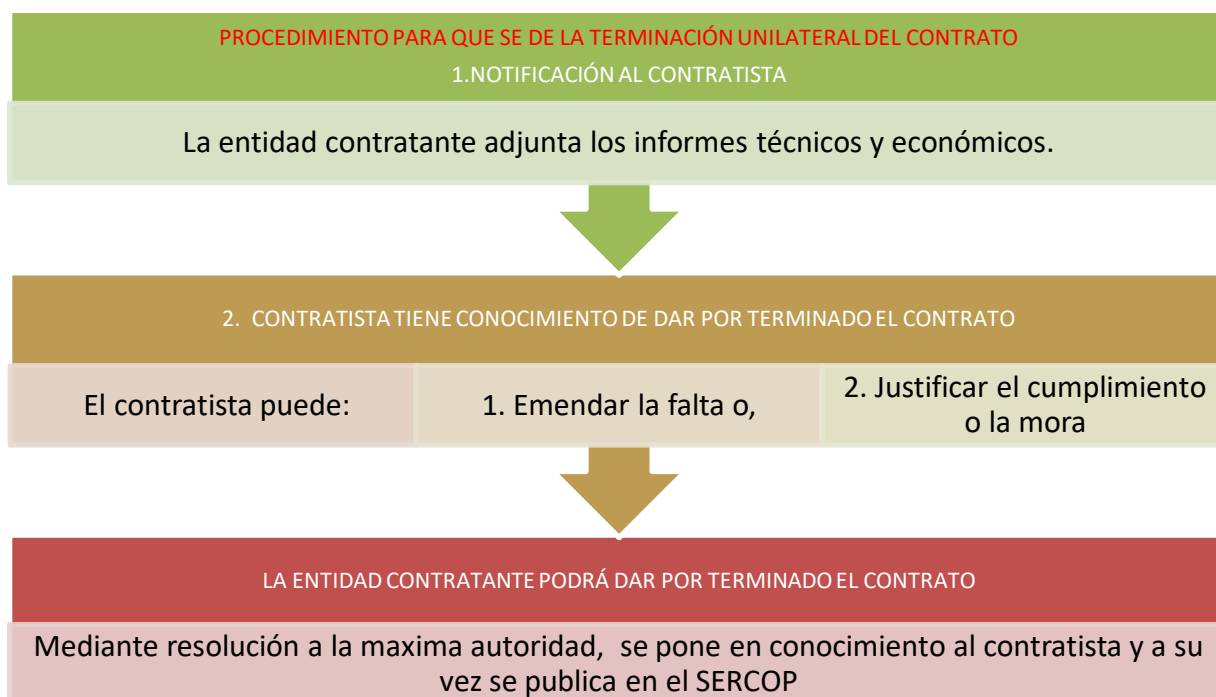 PROCEDIMIENTO PARA QUE SE DE LA TERMINACIÓN UNILATERAL DEL CONTRATO
1.NOTIFICACIÓN AL CONTRATISTA
La entidad contratante adjunta los informes técnicos y económicos.
2. CONTRATISTA TIENE CONOCIMIENTO DE DAR POR TERMINADO EL CONTRATO
El contratista puede:
1. Emendar la falta o,
2. Justificar el cumplimiento
o la mora
LA ENTIDAD CONTRATANTE PODRÁ DAR POR TERMINADO EL CONTRATO
Mediante resolución a la maxima autoridad, se pone en conocimiento al contratista y a su
vez se publica en el SERCOP